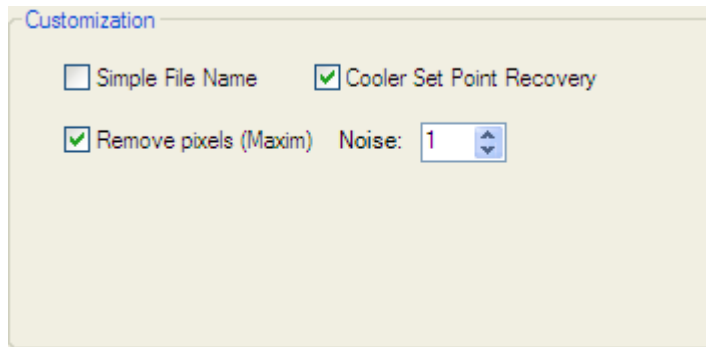 Customization
Simple File Name Cooler Set Point Recovery
Remove pixels (Maxim) Noise: 1